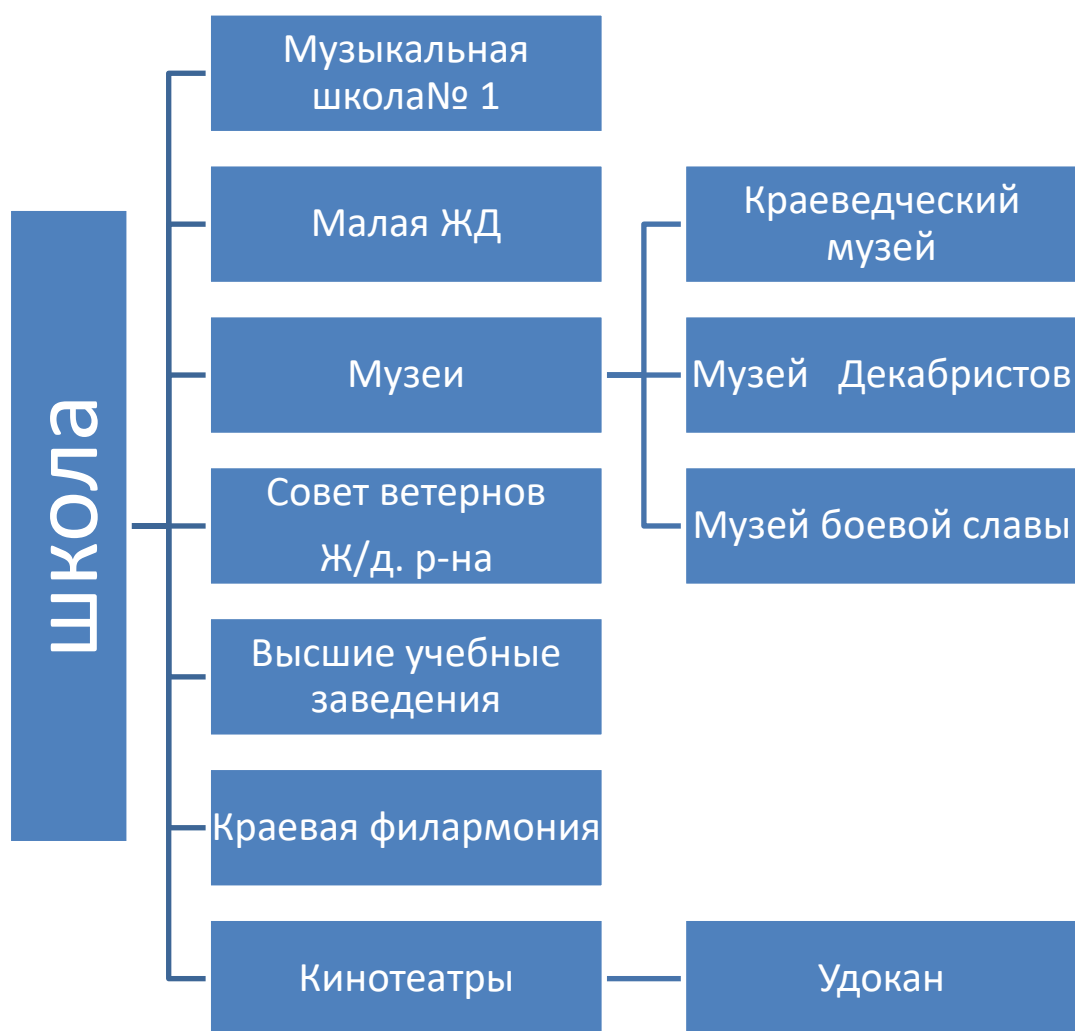 школа
Музыкальная
школа№ 1
Малая ЖД
Музеи
Краеведческий
музей
Музей Декабристов
Музей боевой славы
Совет ветернов
Ж/д. р-на
Высшие учебные
заведения
Краевая филармония
Кинотеатры
Удокан